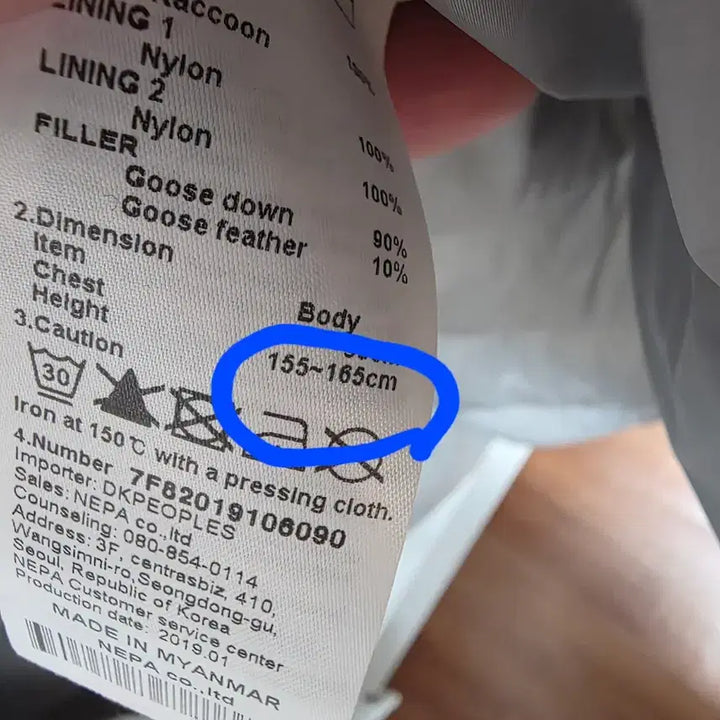 LINING 1
Raccoon
Nylon
LINING 2
Nylon 100%
FILLER
Goose down 90%
Goose feather 10%
2.Dimension
Item Body
Chest
Height 155~165cm
3.Caution
30
Iron at 150℃ with a pressing cloth.
4.Number 7F82019106090
Importer: DKPEOPLES
Sales: NEPA co.,ltd
Counseling: 080-854-0114
Address: 3F, centrasbiz, 410,
Wangsimni-ro,Seongdong-gu,
Seoul, Republic of Korea
NEPA Customer service center
Production date: 2019.01
MADE IN MYANMAR
NEPA co.,ltd